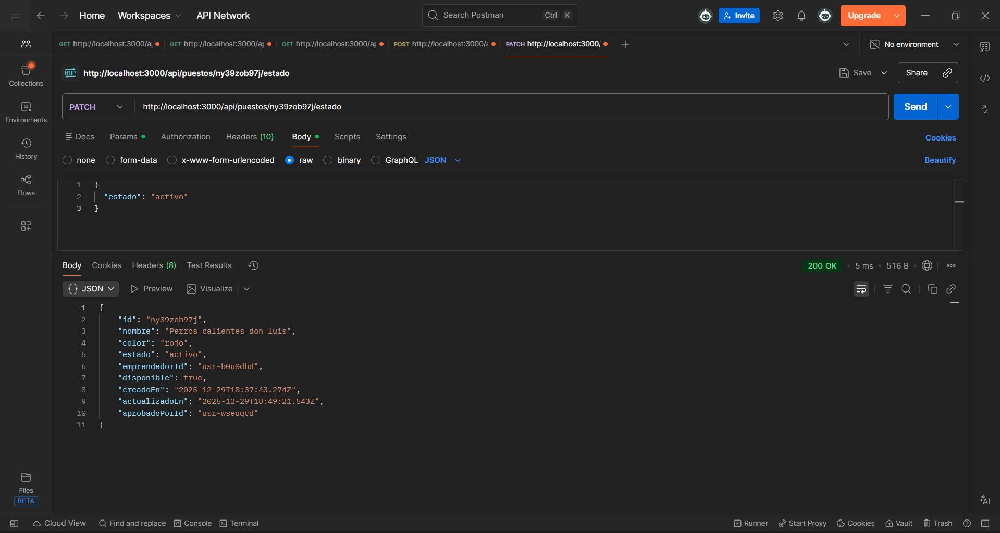 Home Workspaces API Network Search Postman Ctrl K Invite Upgrade
GET http://localhost:3000/a GET http://localhost:3000/a GET http://localhost:3000/a POST http://localhost:3000/ PATCH http://localhost:3000/ No environment
HTTP http://localhost:3000/api/puestos/ny39zob97j/estado Save Share
Collections
PATCH http://localhost:3000/api/puestos/ny39zob97j/estado Send
Environments
Docs Params Authorization Headers (10) Body Scripts Settings Cookies
History
none form-data x-www-form-urlencoded raw binary GraphQL JSON Beautify
Flows
1 {
2 "estado": "activo"
3 }
Body Cookies Headers (8) Test Results 200 OK 5 ms 516 B
{} JSON Preview Visualize
1 {
2 "id": "ny39zob97j",
3 "nombre": "Perros calientes don luis",
4 "color": "rojo",
5 "estado": "activo",
6 "emprendedorId": "usr-b0u0dhd",
7 "disponible": true,
8 "creadoEn": "2025-12-29T18:37:43.274Z",
9 "actualizadoEn": "2025-12-29T18:49:21.543Z",
10 "aprobadoPorId": "usr-wseuqcd"
11 }
Files
BETA
AI
Cloud View Find and replace Console Terminal Runner Start Proxy Cookies Vault Trash